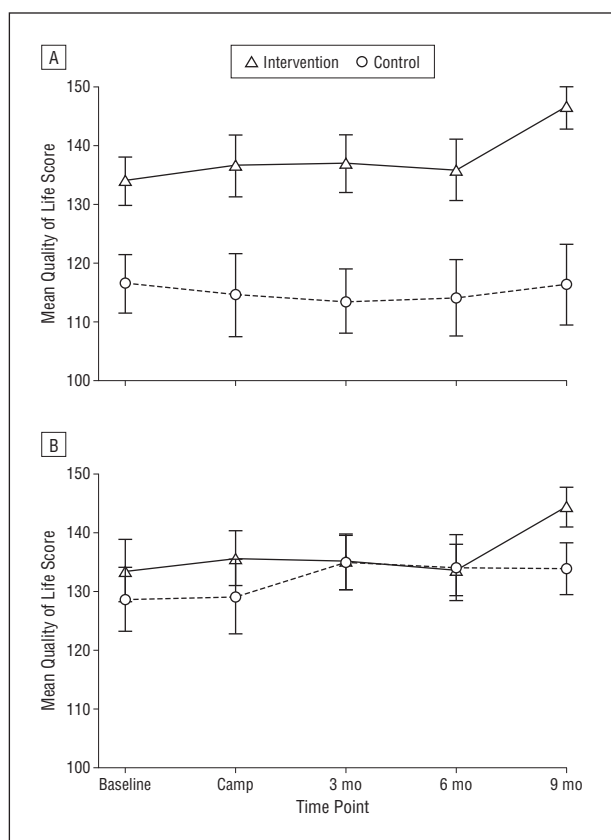 A
Intervention Control
150
140
130
120
110
100
Mean Quality of Life Score
B
150
140
130
120
110
100
Mean Quality of Life Score
Baseline Camp 3 mo 6 mo 9 mo
Time Point